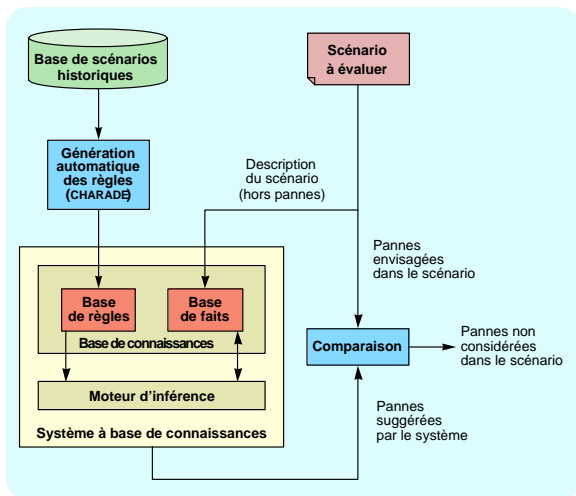 Base de scénarios
historiques
Scénario
à évaluer
Génération
automatique
des règles
(CHARADE)
Description
du scénario
(hors pannes)
Pannes
envisagées
dans le scénario
Base
de règles
Base
de faits
Base de connaissances
Moteur d'inférence
Système à base de connaissances
Comparaison
Pannes non
considérées
dans le scénario
Pannes
suggérées
par le système